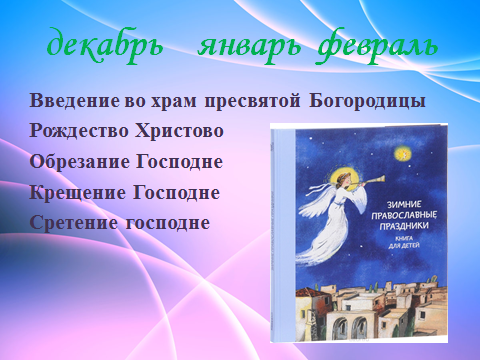 декабрь январь февраль
Введение во храм пресвятой Богородицы
Рождество Христово
Обрезание Господне
Крещение Господне
Сретение господне
ЗИМНИЕ
ПРАВОСЛАВНЫЕ
ПРАЗДНИКИ
КНИГА
ДЛЯ ДЕТЕЙ